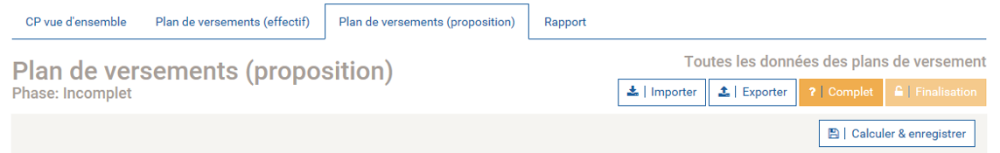 CP vue d'ensemble Plan de versements (effectif) Plan de versements (proposition) Rapport
Plan de versements (proposition)
Phase: Incomplet
Toutes les données des plans de versement
Importer Exporter ? Complet Finalisation
Calculer & enregistrer